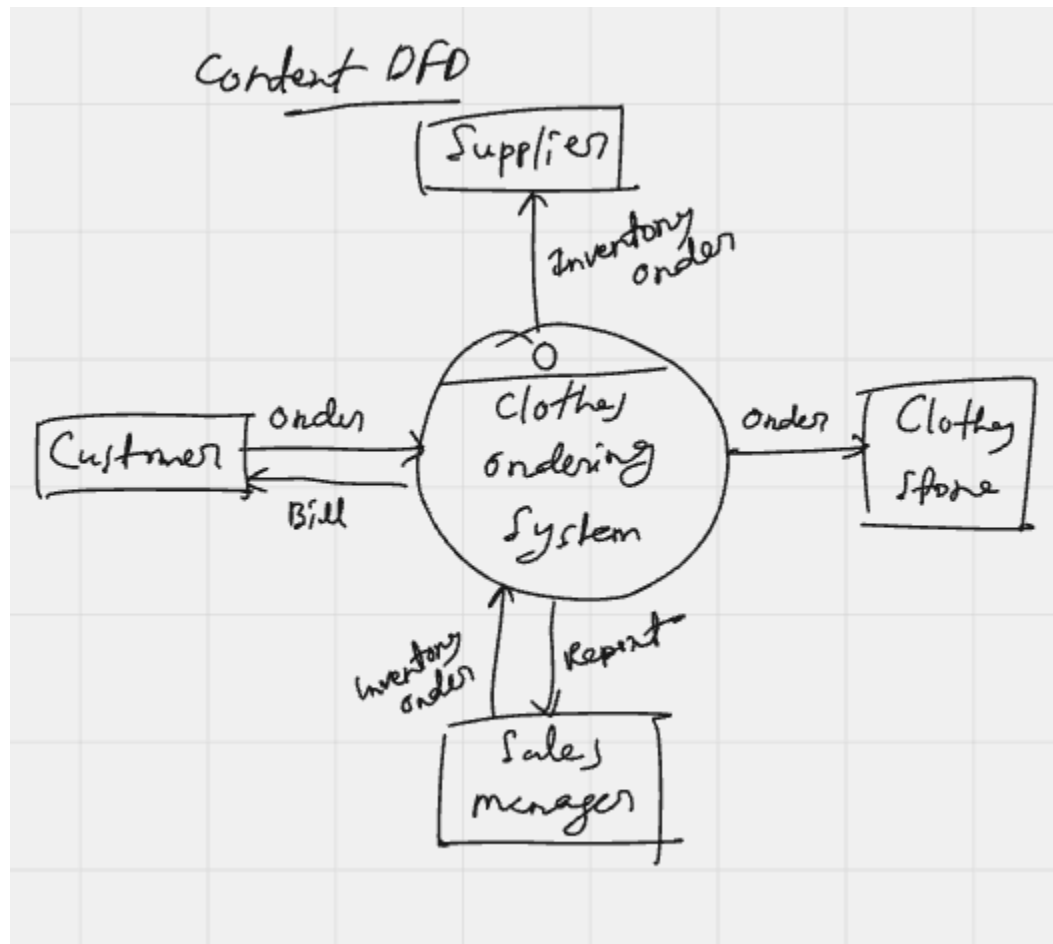 Context DFD
Supplier
Inventory
order
0
Clothes
ordering
System
Customer
order
Bill
order
Clothes
Store
Inventory
order
Report
Sales
manager